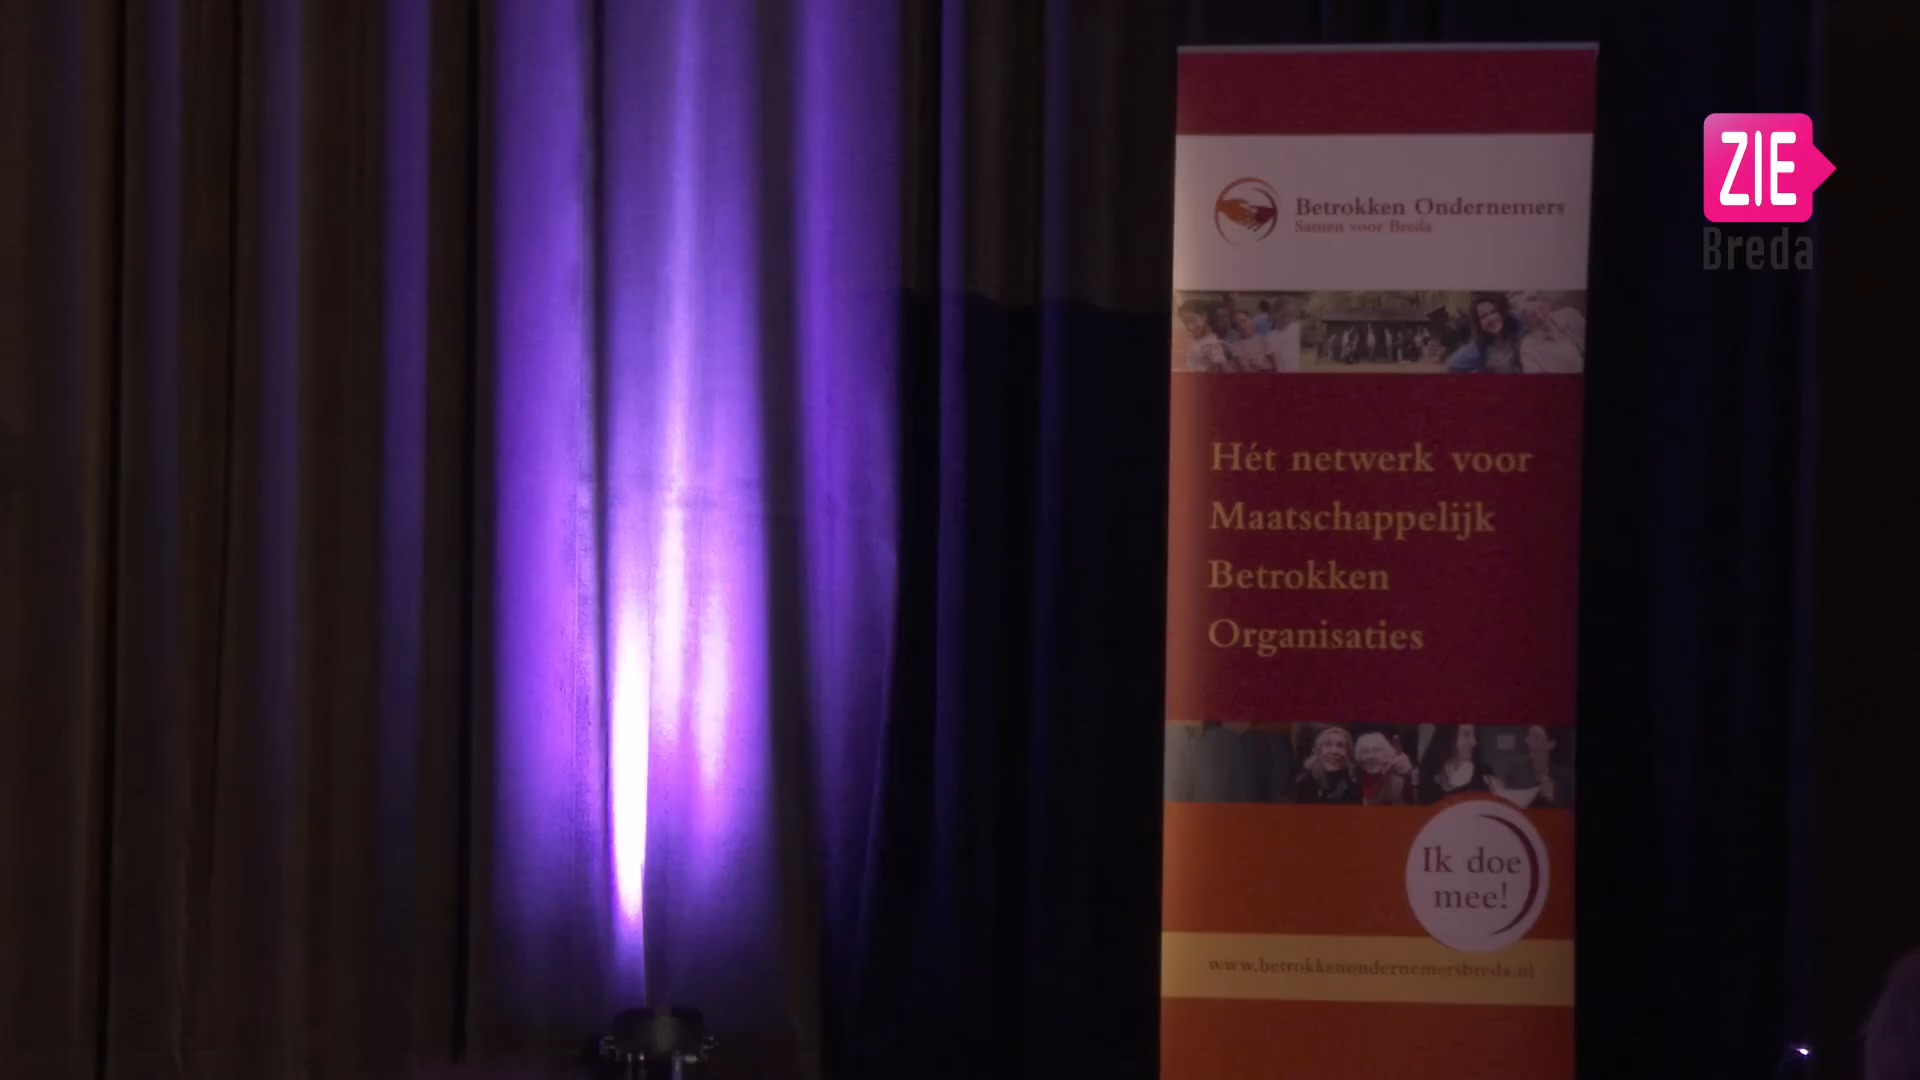 Betrokken Ondernemers
Samen voor Breda
Hét netwerk voor
Maatschappelijk
Betrokken
Organisaties
Ik doe
mee!
www.betrokkenondernemersbreda.nl
ZIE
Breda